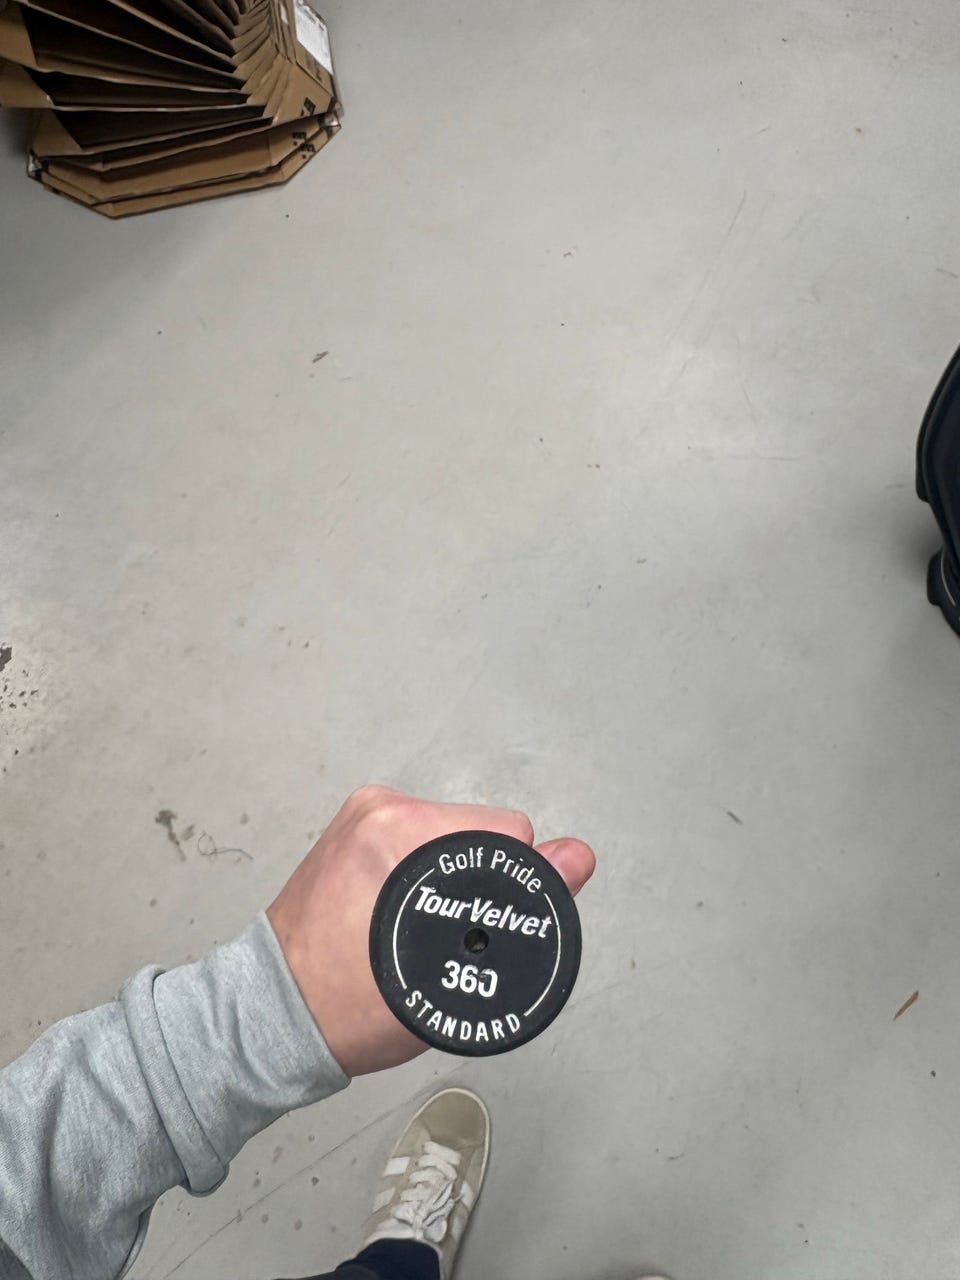 Golf Pride
TourVelvet
360
STANDARD